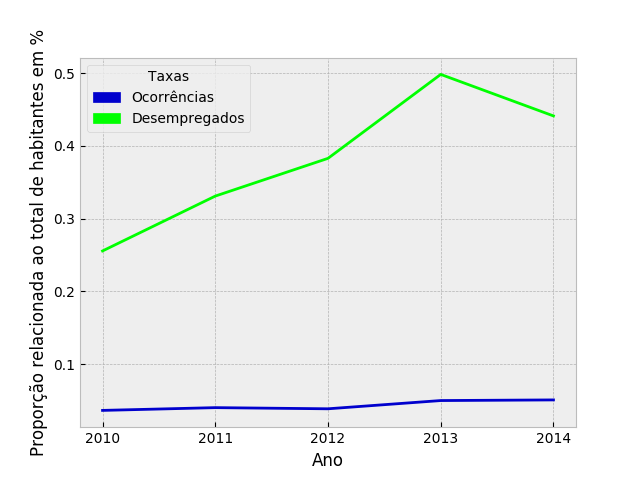 Proporção relacionada ao total de habitantes em %
0.5
0.4
0.3
0.2
0.1
Taxas
Ocorrências
Desempregados
2010 2011 2012 2013 2014
Ano